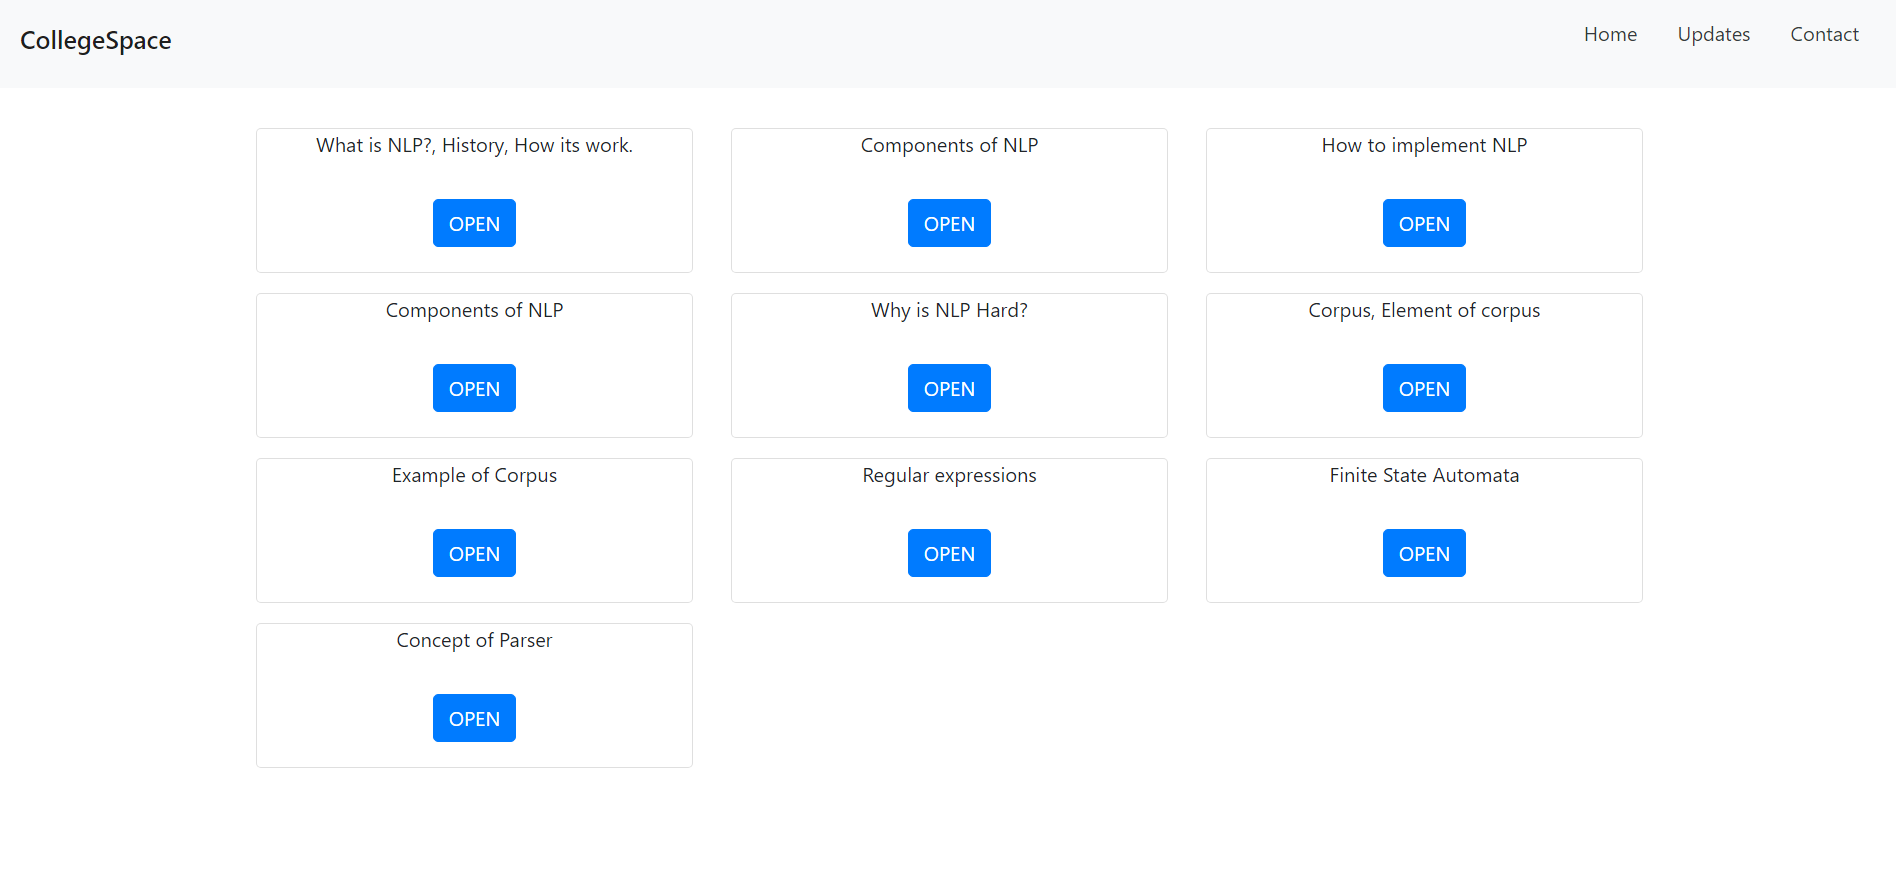 CollegeSpace
Home Updates Contact
What is NLP?, History, How its work.
OPEN
Components of NLP
OPEN
How to implement NLP
OPEN
Components of NLP
OPEN
Why is NLP Hard?
OPEN
Corpus, Element of corpus
OPEN
Example of Corpus
OPEN
Regular expressions
OPEN
Finite State Automata
OPEN
Concept of Parser
OPEN